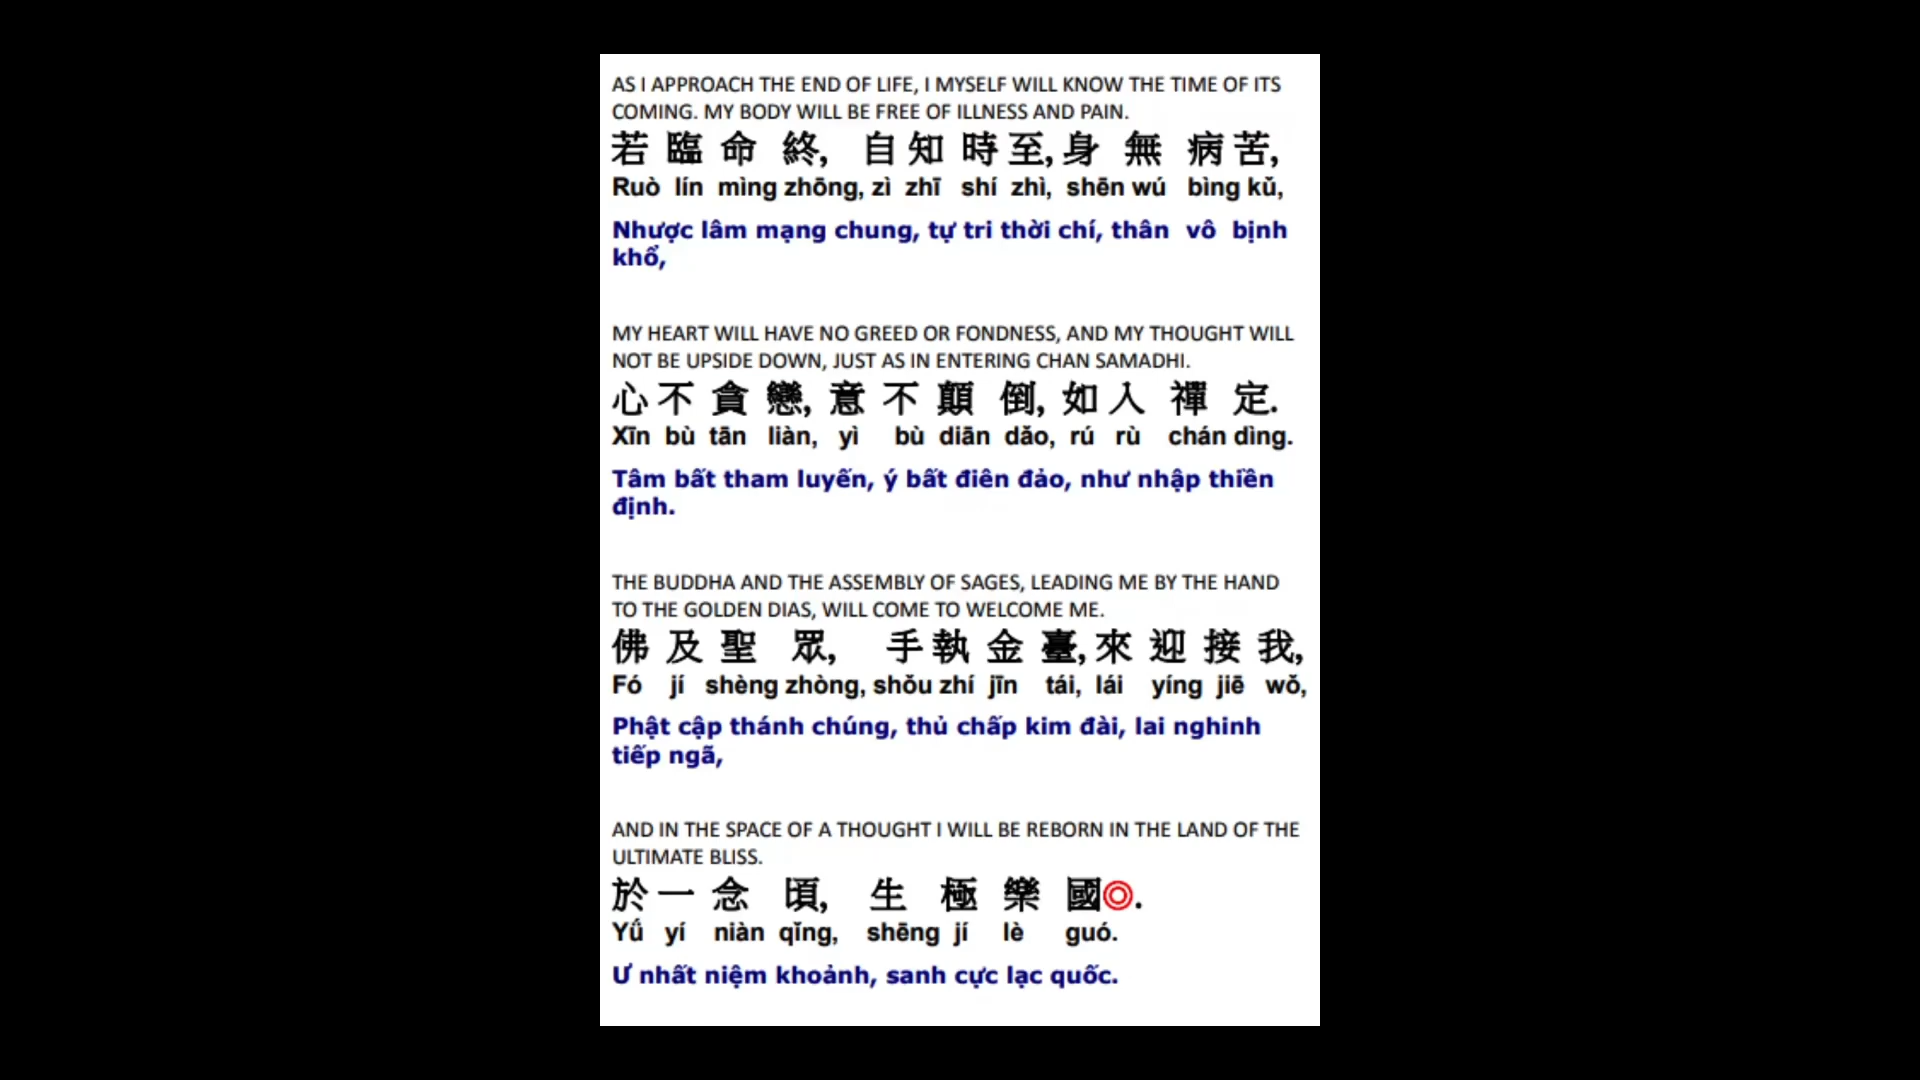 AS I APPROACH THE END OF LIFE, I MYSELF WILL KNOW THE TIME OF ITS
COMING. MY BODY WILL BE FREE OF ILLNESS AND PAIN.
若 臨 命 終, 自 知 時 至, 身 無 病 苦,
Ruò lín mìng zhōng, zì zhī shí zhì, shēn wú bìng kǔ,
Nhược lâm mạng chung, tự tri thời chí, thân vô bịnh
khổ,
MY HEART WILL HAVE NO GREED OR FONDNESS, AND MY THOUGHT WILL
NOT BE UPSIDE DOWN, JUST AS IN ENTERING CHAN SAMADHI.
心 不 貪 戀, 意 不 顛 倒, 如 入 禪 定.
Xīn bù tān liàn, yì bù diān dǎo, rú rù chán dìng.
Tâm bất tham luyến, ý bất điên đảo, như nhập thiền
định.
THE BUDDHA AND THE ASSEMBLY OF SAGES, LEADING ME BY THE HAND
TO THE GOLDEN DIAS, WILL COME TO WELCOME ME.
佛 及 聖 眾, 手 執 金 臺, 來 迎 接 我,
Fó jí shèng zhòng, shǒu zhí jīn tái, lái yíng jiē wǒ,
Phật cập thánh chúng, thủ chấp kim đài, lai nghinh
tiếp ngã,
AND IN THE SPACE OF A THOUGHT I WILL BE REBORN IN THE LAND OF THE
ULTIMATE BLISS.
於 一 念 頃, 生 極 樂 國◎.
Yǘ yí niàn qǐng, shēng jí lè guó.
Ư nhất niệm khoảnh, sanh cực lạc quốc.